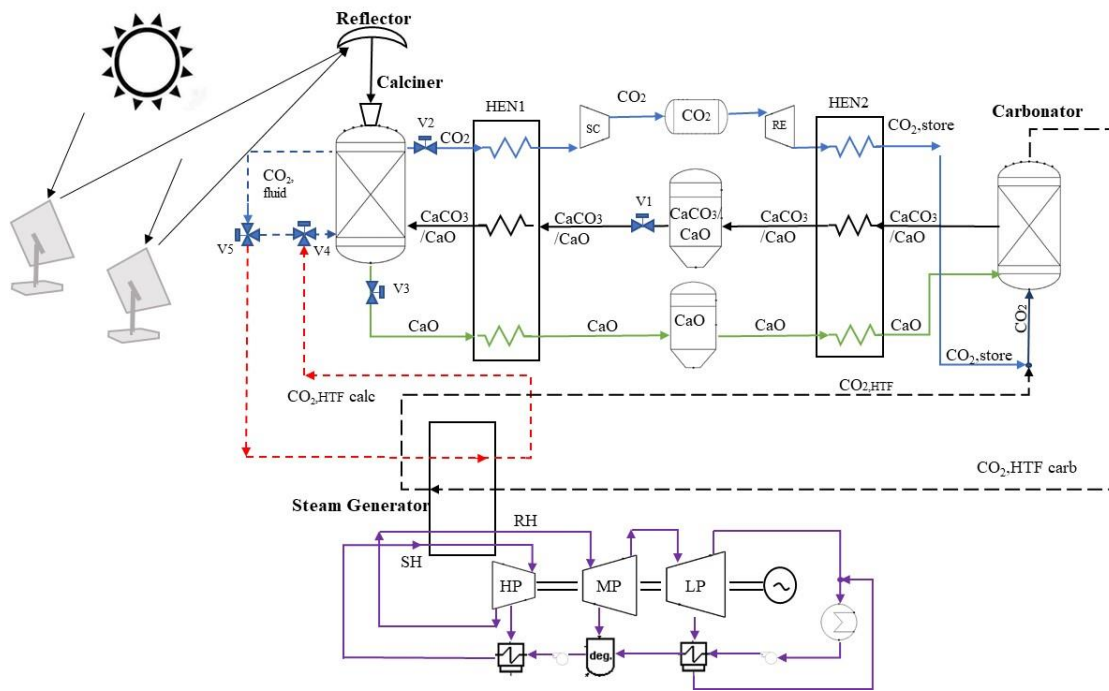 Reflector
Calciner
Carbonator
HEN1
HEN2
V2
CO2
SC
CO2
CO2
RE
CO2,store
CO2,
fluid
V5
V4
CaCO3
/CaO
CaCO3
/CaO
V1
CaCO3/
CaO
CaCO3
/CaO
CaCO3
/CaO
V3
CaO
CaO
CaO
CaO
CaO
CO2
CO2,store
CO2,HTF calc
CO2,HTF
CO2,HTF carb
Steam Generator
RH
SH
HP
MP
LP
deg.